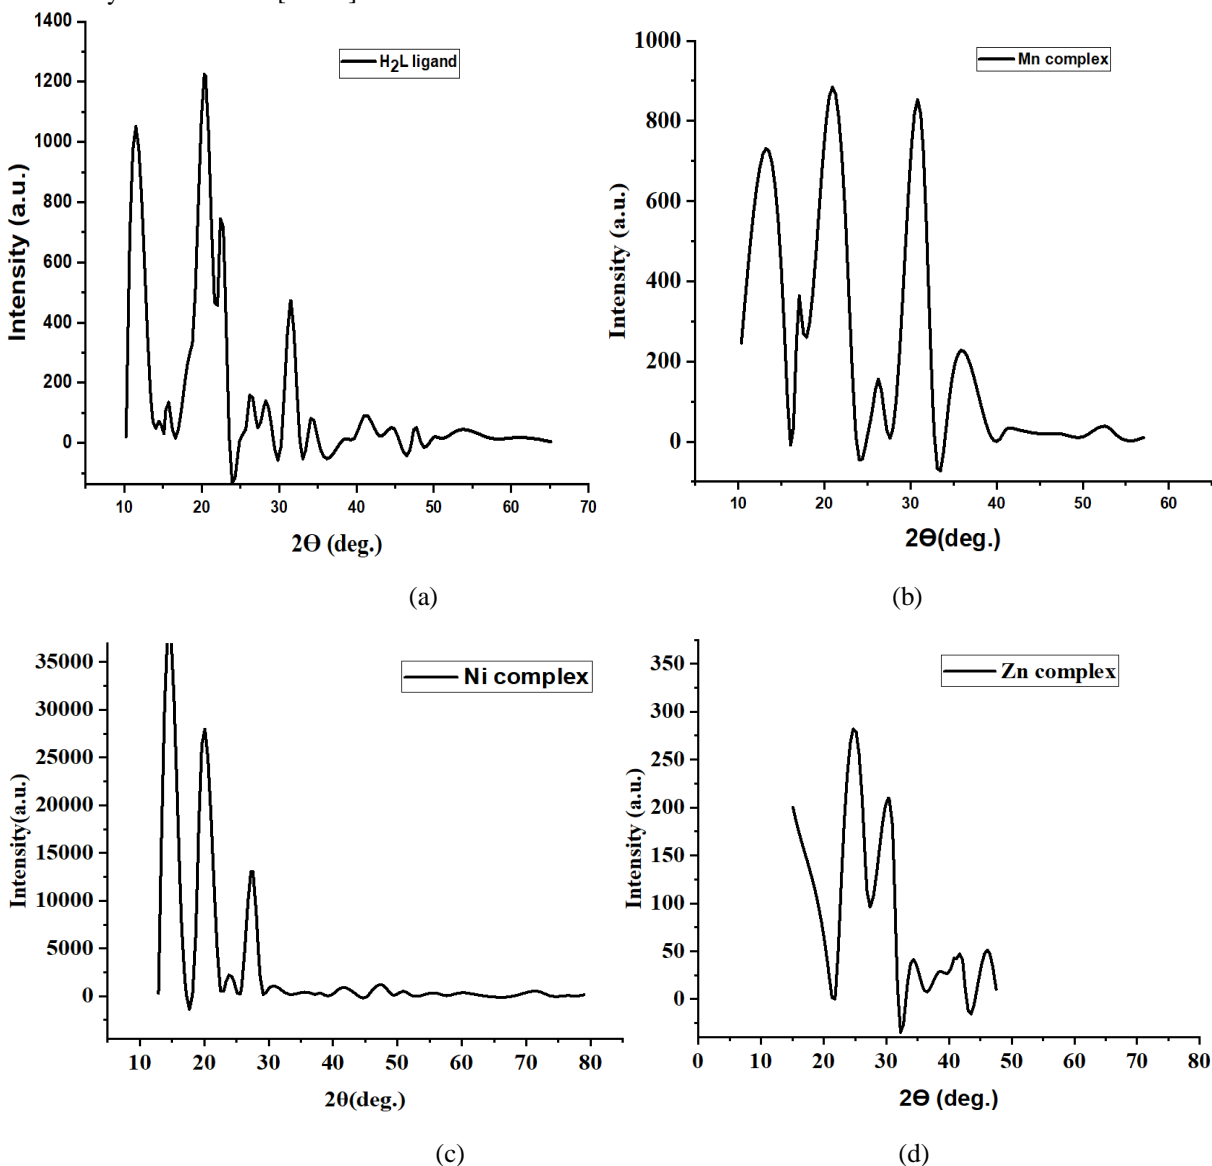 1400
1200
1000
800
600
400
200
0
10 20 30 40 50 60 70
Intensity (a.u.)
2Ө (deg.)
H2L ligand
(a)
1000
800
600
400
200
0
10 20 30 40 50 60
Intensity (a.u.)
2Ө(deg.)
Mn complex
(b)
35000
30000
25000
20000
15000
10000
5000
0
10 20 30 40 50 60 70 80
Intensity(a.u.)
2θ(deg.)
Ni complex
(c)
350
300
250
200
150
100
50
0
0 10 20 30 40 50 60 70 80
Intensity (a.u.)
2Ө (deg.)
Zn complex
(d)